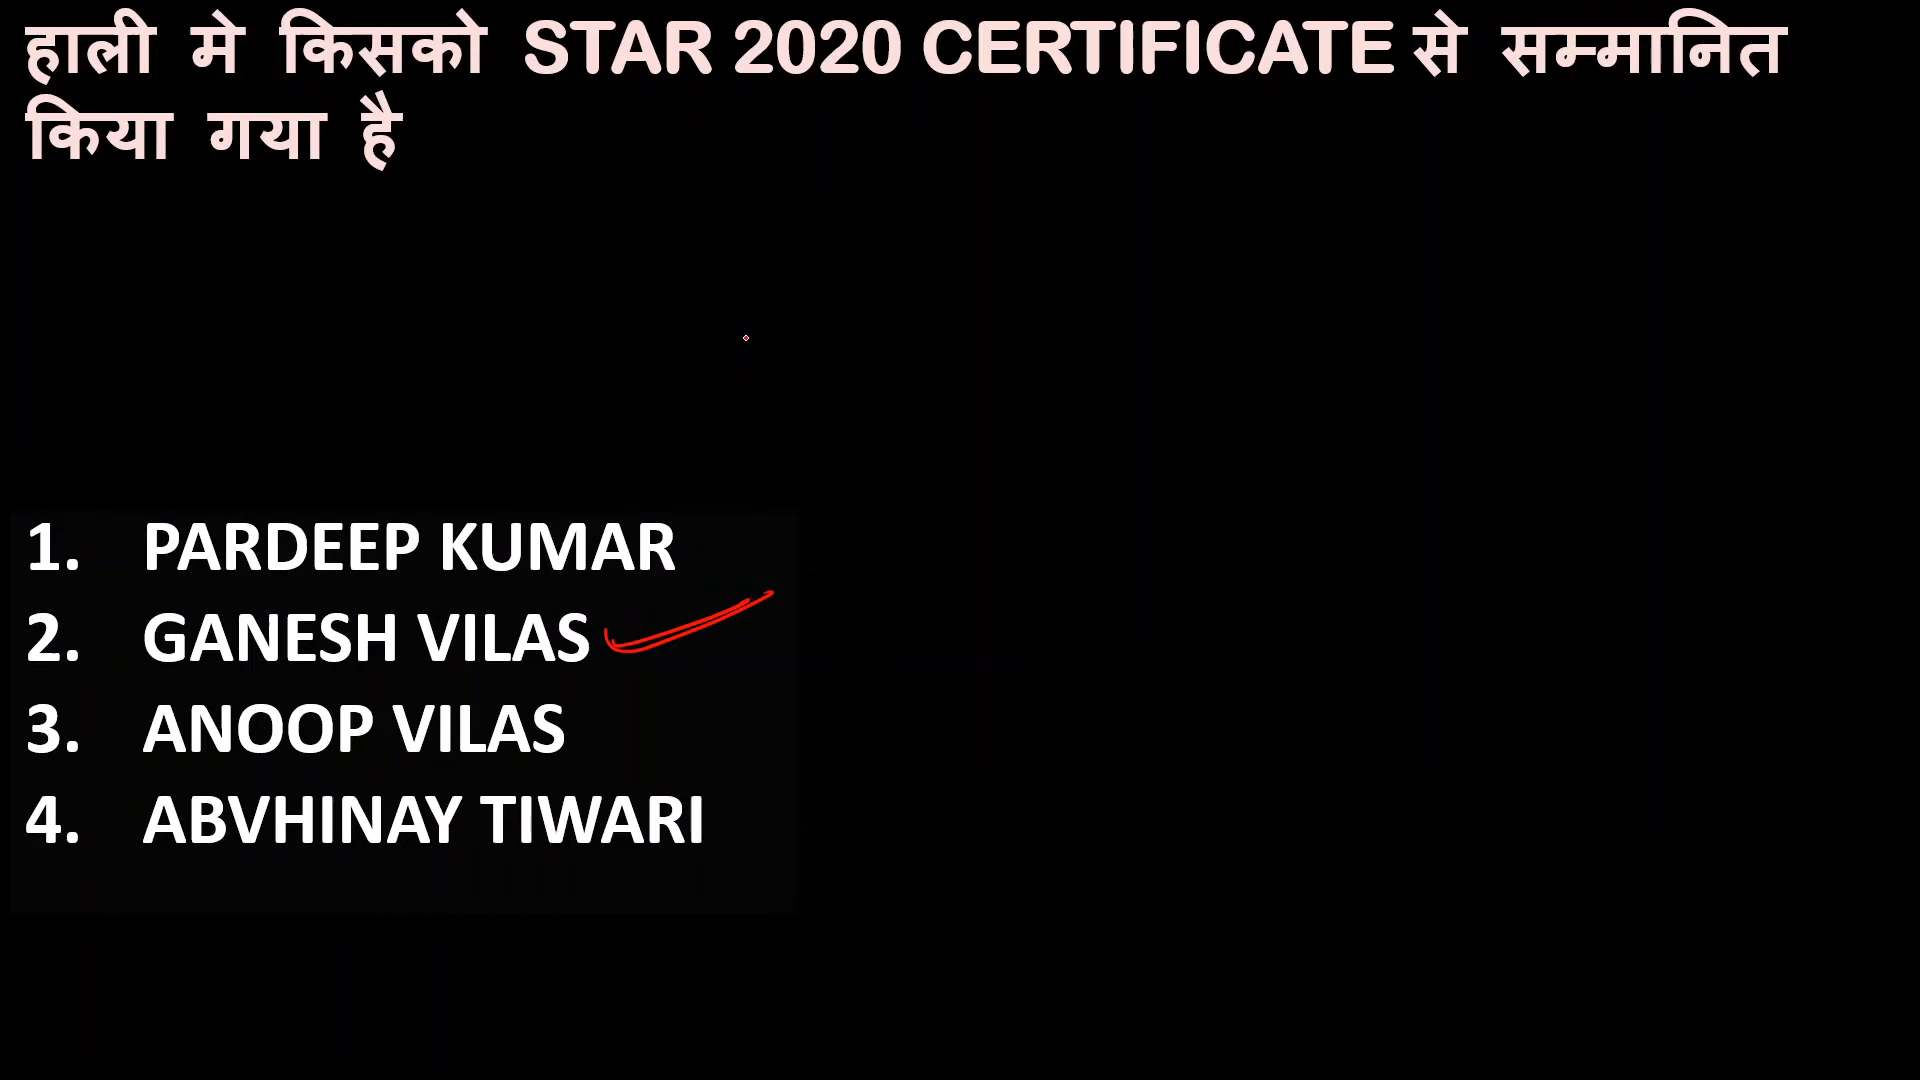 हाली मे किसको STAR 2020 CERTIFICATE से सम्मानित
किया गया है
1. PARDEEP KUMAR
2. GANESH VILAS
3. ANOOP VILAS
4. ABVHINAY TIWARI